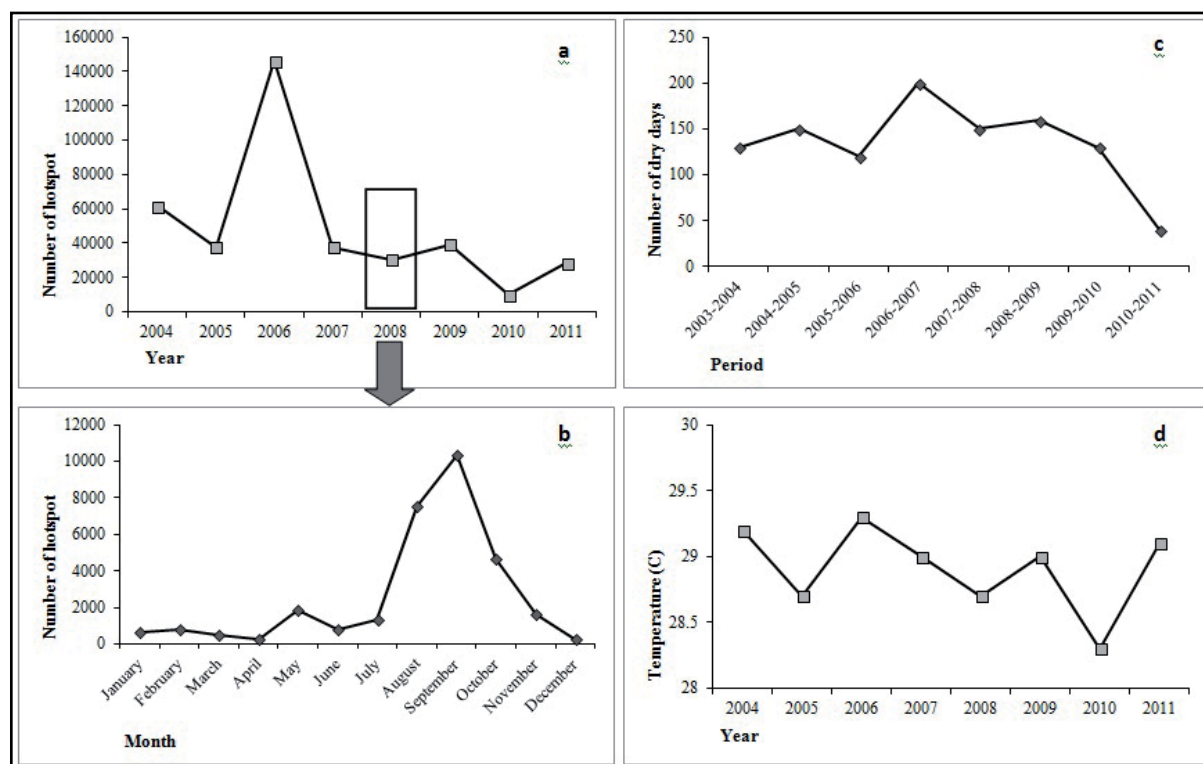 a
160000
140000
120000
100000
80000
60000
40000
20000
0
Number of hotspot
2004 2005 2006 2007 2008 2009 2010 2011
Year
c
250
200
150
100
50
0
Number of dry days
2003-2004 2004-2005 2005-2006 2006-2007 2007-2008 2008-2009 2009-2010 2010-2011
Period
b
12000
10000
8000
6000
4000
2000
0
Number of hotspot
January February March April May June July August September October November December
Month
d
30
29.5
29
28.5
28
Temperature (C)
2004 2005 2006 2007 2008 2009 2010 2011
Year